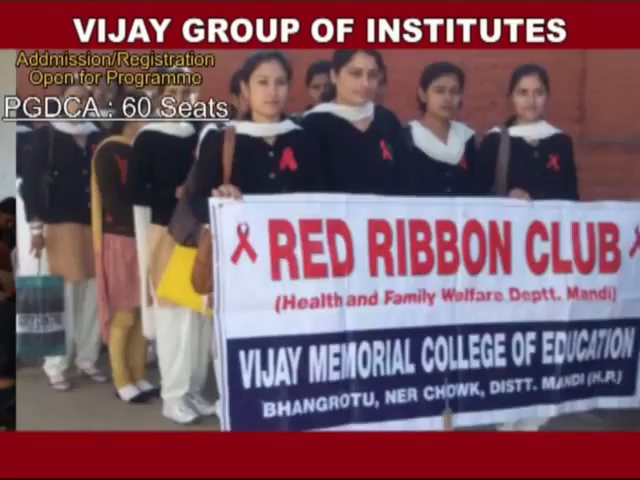 VIJAY GROUP OF INSTITUTES
Addmission/Registration
Open for Programme
PGDCA : 60 Seats
RED RIBBON CLUB
(Health and Family Welfare Deptt. Mandi)
VIJAY MEMORIAL COLLEGE OF EDUCATION
BHANGROTU, NER CHOWK, DISTT. MANDI (H.P.)